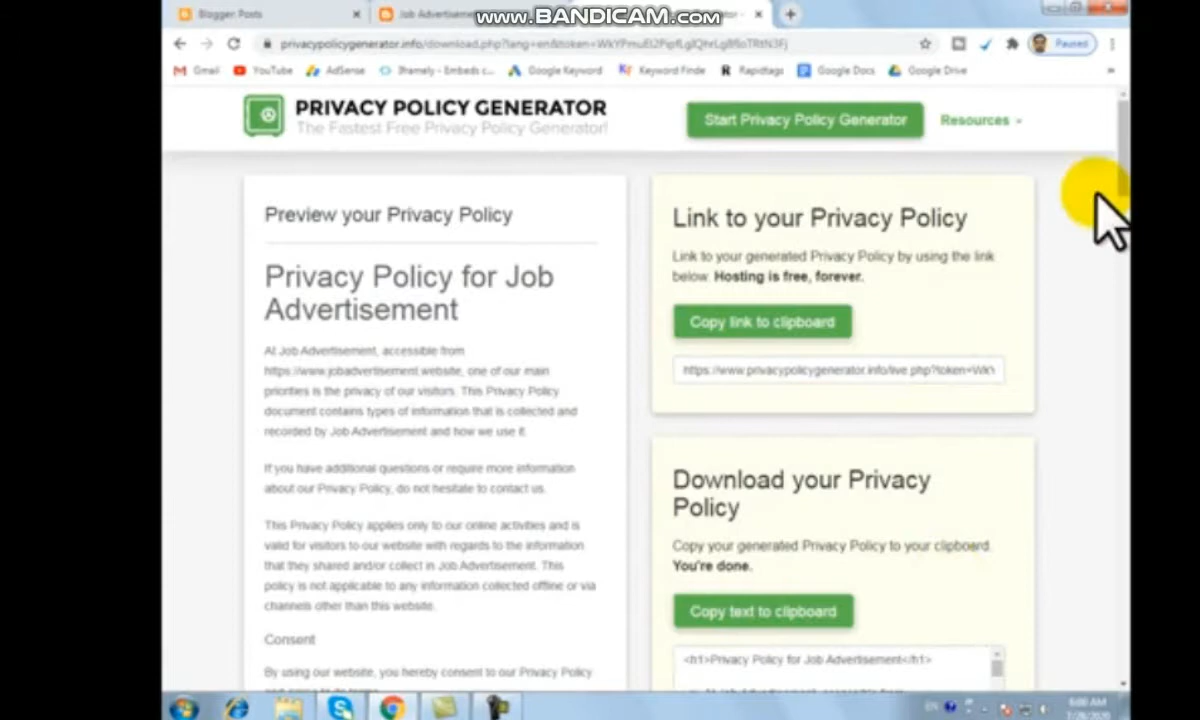 www.BANDICAM.com
Blogger Posts
Job Advertiseme
Paused
Gmail
YouTube
AdSense
Google Keyword
Keyword Finde
Rapidtags
Google Docs
Google Drive
PRIVACY POLICY GENERATOR
The Fastest Free Privacy Policy Generator!
Start Privacy Policy Generator
Resources
Preview your Privacy Policy
Privacy Policy for Job
Advertisement
At Job Advertisement, accessible from
https://www.jobadvertisement.website, one of our main
priorities is the privacy of our visitors. This Privacy Policy
document contains types of information that is collected and
recorded by Job Advertisement and how we use it.
If you have additional questions or require more information
about our Privacy Policy, do not hesitate to contact us.
This Privacy Policy applies only to our online activities and is
valid for visitors to our website with regards to the information
that they shared and/or collect in Job Advertisement. This
policy is not applicable to any information collected offline or via
channels other than this website.
Consent
By using our website, you hereby consent to our Privacy Policy
Link to your Privacy Policy
Link to your generated Privacy Policy by using the link
below. Hosting is free, forever.
Copy link to clipboard
https://www.privacypolicygenerator.info/live.php?token=WkY
Download your Privacy
Policy
Copy your generated Privacy Policy to your clipboard.
You're done.
Copy text to clipboard
<h1>Privacy Policy for Job Advertisement</h1>
EN
6:06 AM